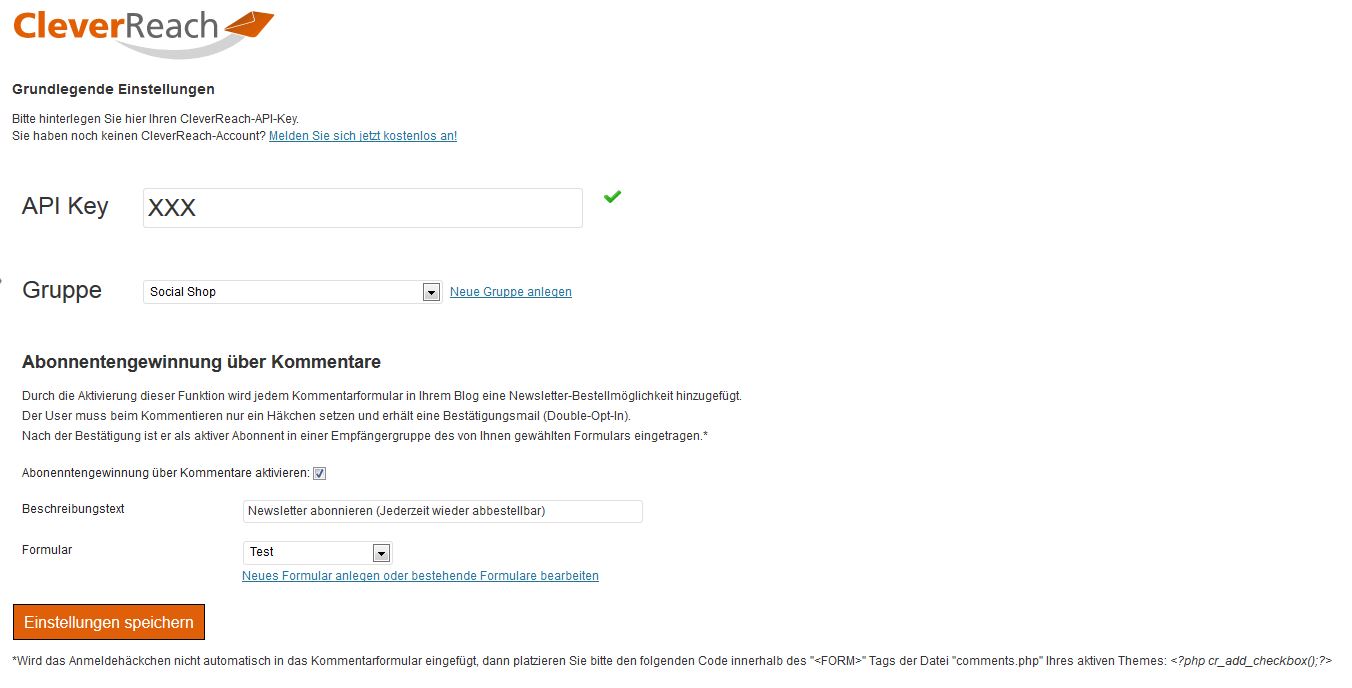 CleverReach
Grundlegende Einstellungen
Bitte hinterlegen Sie hier Ihren CleverReach-API-Key.
Sie haben noch keinen CleverReach-Account? Melden Sie sich jetzt kostenlos an!
API Key XXX
Gruppe Social Shop Neue Gruppe anlegen
Abonnentengewinnung über Kommentare
Durch die Aktivierung dieser Funktion wird jedem Kommentarformular in Ihrem Blog eine Newsletter-Bestellmöglichkeit hinzugefügt.
Der User muss beim Kommentieren nur ein Häkchen setzen und erhält eine Bestätigungsmail (Double-Opt-In).
Nach der Bestätigung ist er als aktiver Abonnent in einer Empfängergruppe des von Ihnen gewählten Formulars eingetragen.*
Abonenntengewinnung über Kommentare aktivieren:
Beschreibungstext Newsletter abonnieren (Jederzeit wieder abbestellbar)
Formular Test
Neues Formular anlegen oder bestehende Formulare bearbeiten
Einstellungen speichern
*Wird das Anmeldehäckchen nicht automatisch in das Kommentarformular eingefügt, dann platzieren Sie bitte den folgenden Code innerhalb des "<FORM>" Tags der Datei "comments.php" Ihres aktiven Themes: <?php cr_add_checkbox();?>